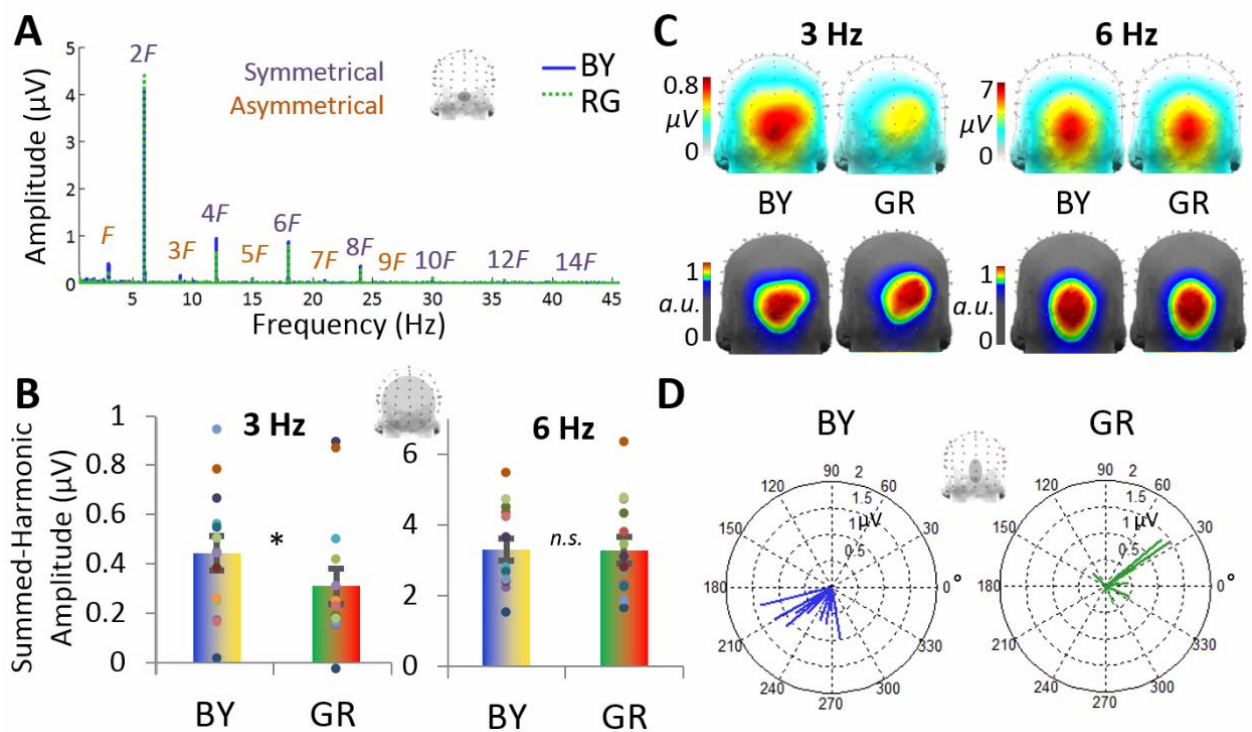 A
Amplitude (µV)
5
4
3
2
1
0
2F
Symmetrical
Asymmetrical
BY
RG
F
3F
4F
5F
6F
7F
8F
9F
10F
12F
14F
5 10 15 20 25 30 35 40 45
Frequency (Hz)
B
Summed-Harmonic
Amplitude (µV)
3 Hz
1
0.8
0.6
0.4
0.2
0
*
BY GR
6 Hz
6
4
2
0
n.s.
BY GR
C
3 Hz 6 Hz
0.8
µV
0
7
µV
0
BY GR BY GR
1
a.u.
0
1
a.u.
0
D
BY
90
2
120 60
1.5
µV
150 1 30
0.5
180 0 °
210 330
240 300
270
GR
90
2
120 60
1.5
µV
150 1 30
0.5
180 0 °
210 330
240 300
270